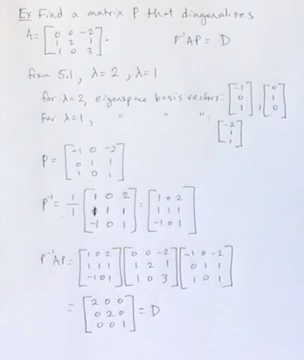 Ex Find a matrix P that diagonalizes
A = [0 0 -2
1 2 1
1 0 3]. P⁻¹AP = D
from 5.1, λ = 2, λ = 1
for λ=2, eigenspace basis vectors: [-1
0
1], [0
1
0]
for λ=1, " " " : [-2
1
1]
P = [-1 0 -2
0 1 1
1 0 1]
P⁻¹ = 1/1 [1 0 2
1 1 1
-1 0 1] = [1 0 2
1 1 1
-1 0 1]
P⁻¹AP = [1 0 2
1 1 1
-1 0 1] [0 0 -2
1 2 1
1 0 3] [-1 0 -2
0 1 1
1 0 1]
= [2 0 0
0 2 0
0 0 1] = D